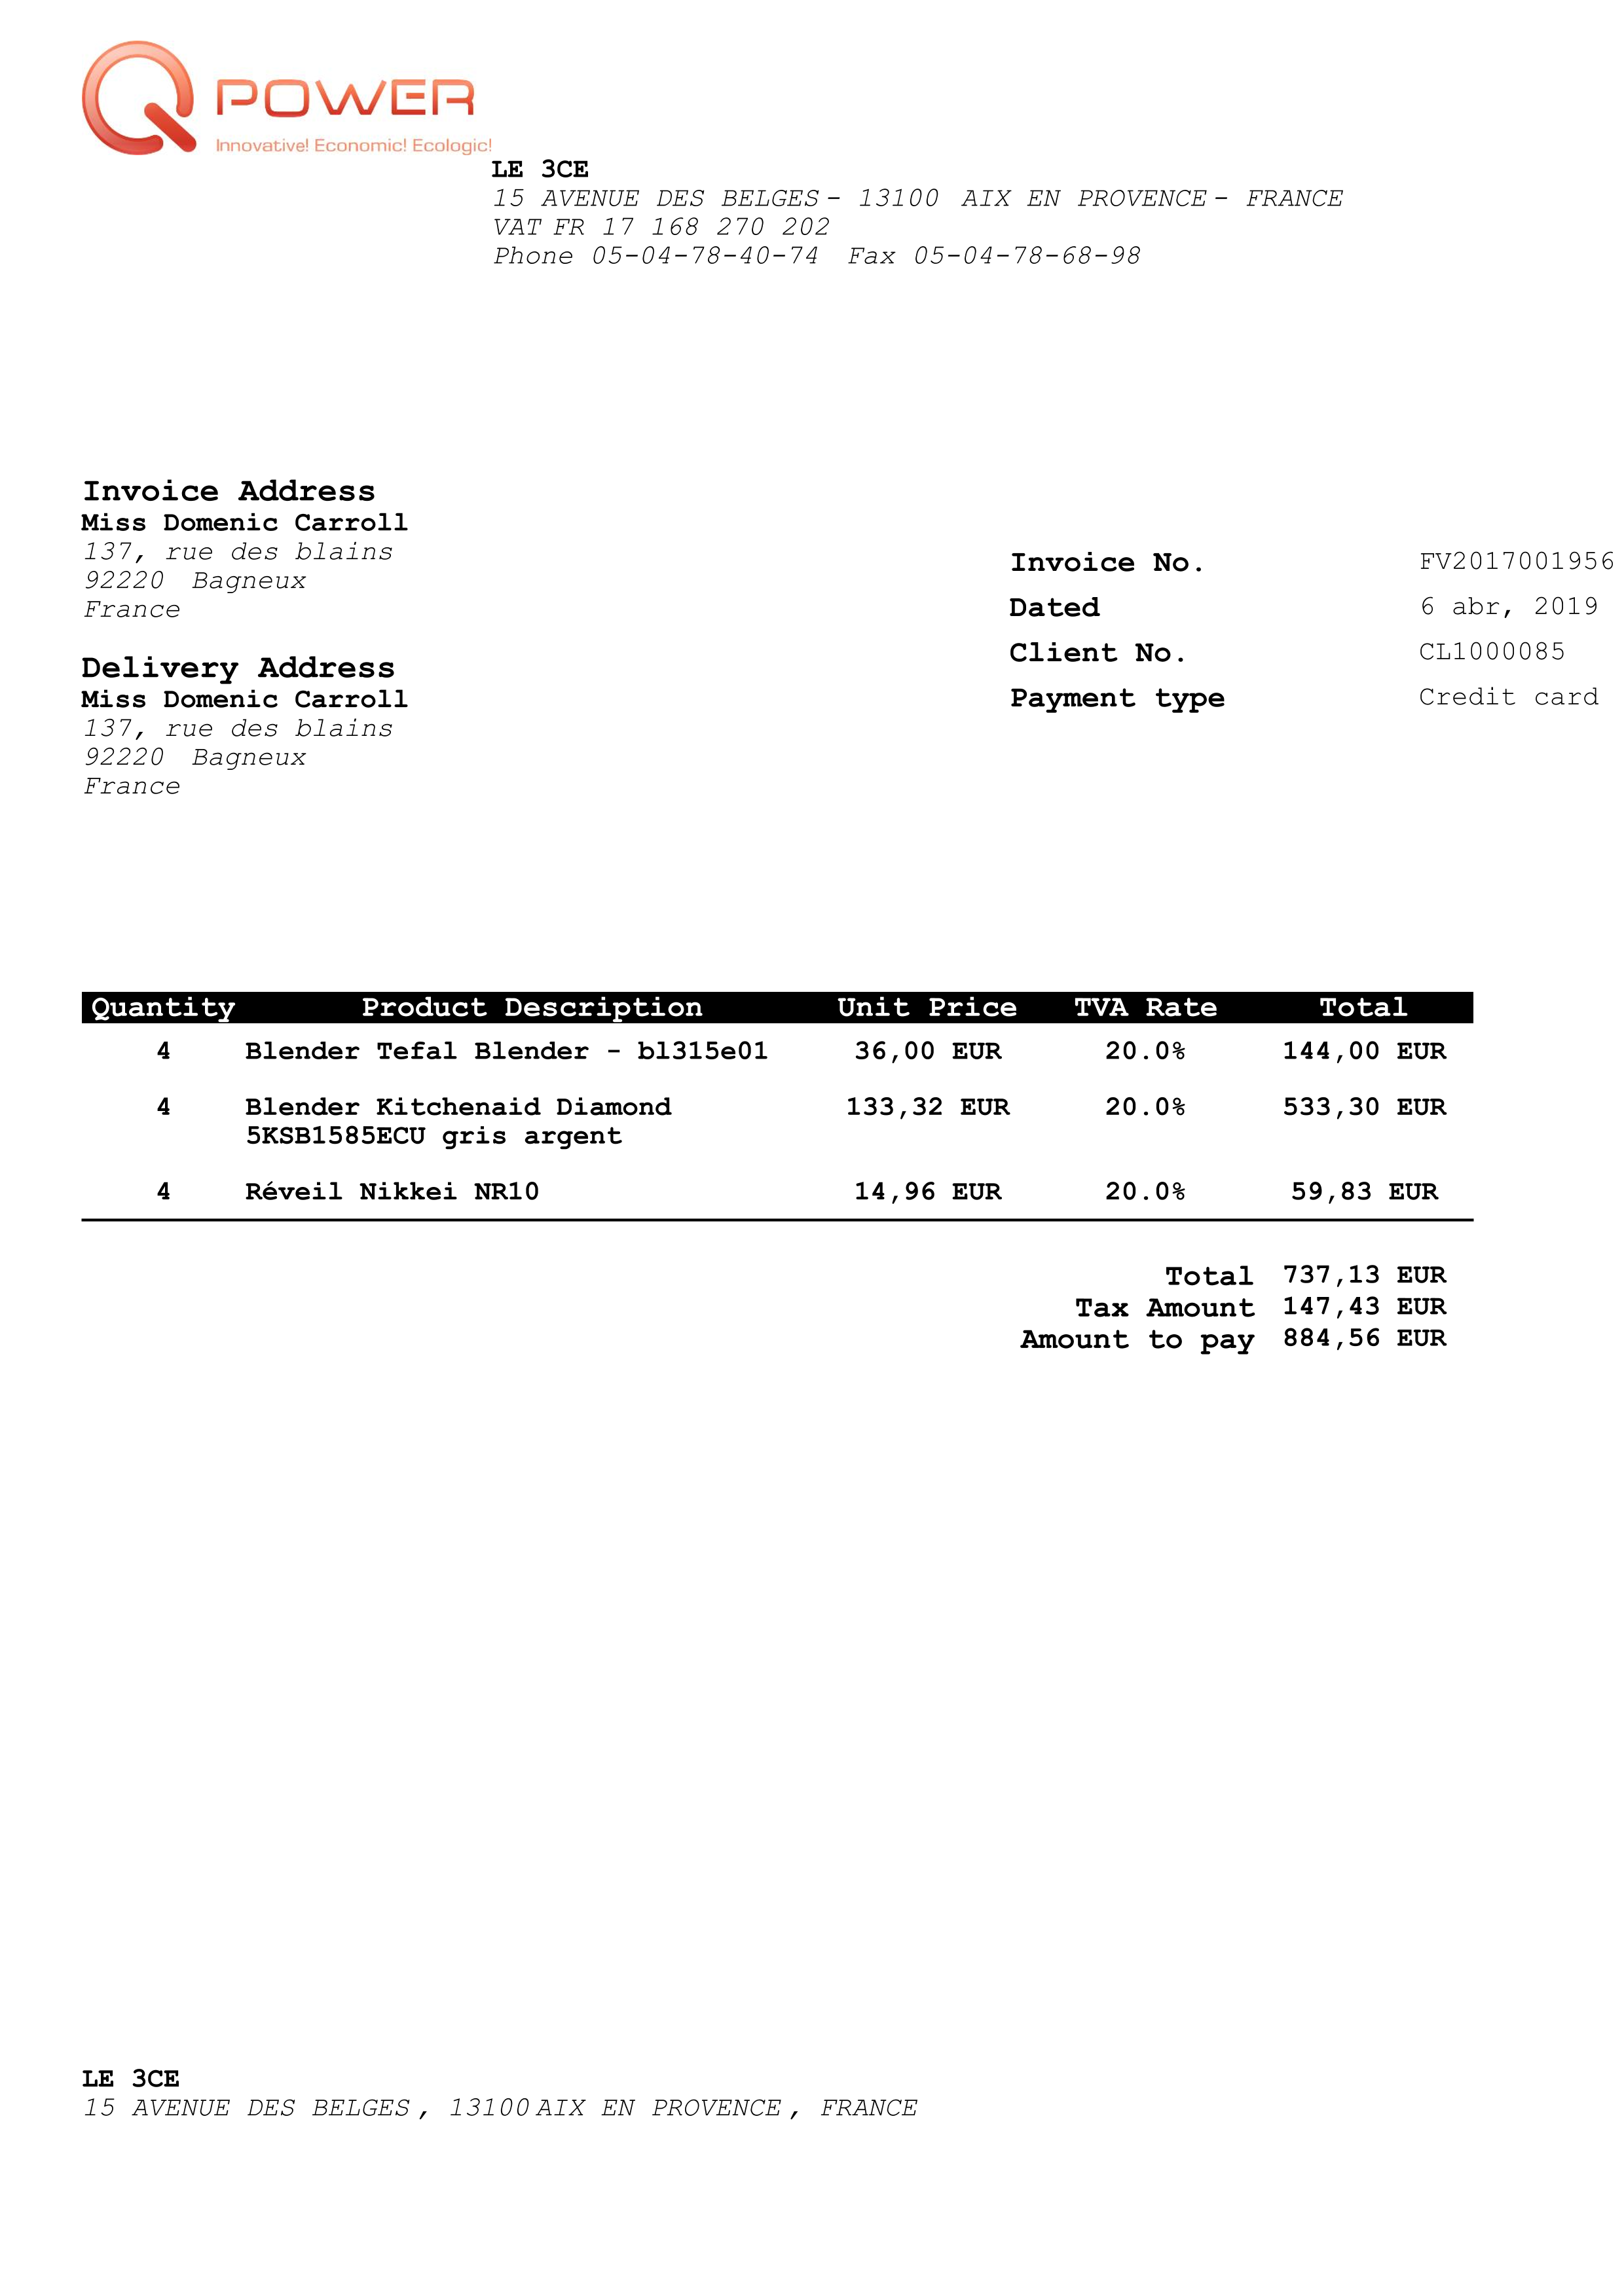 Q POWER
Innovative! Economic! Ecologic!
LE 3CE
15 AVENUE DES BELGES - 13100 AIX EN PROVENCE - FRANCE
VAT FR 17 168 270 202
Phone 05-04-78-40-74 Fax 05-04-78-68-98
Invoice Address
Miss Domenic Carroll
137, rue des blains
92220 Bagneux
France
Delivery Address
Miss Domenic Carroll
137, rue des blains
92220 Bagneux
France
Invoice No. FV2017001956
Dated 6 abr, 2019
Client No. CL1000085
Payment type Credit card
Quantity Product Description Unit Price TVA Rate Total
4 Blender Tefal Blender - bl315e01 36,00 EUR 20.0% 144,00 EUR
4 Blender Kitchenaid Diamond 133,32 EUR 20.0% 533,30 EUR
5KSB1585ECU gris argent
4 Réveil Nikkei NR10 14,96 EUR 20.0% 59,83 EUR
Total 737,13 EUR
Tax Amount 147,43 EUR
Amount to pay 884,56 EUR
LE 3CE
15 AVENUE DES BELGES , 13100 AIX EN PROVENCE , FRANCE